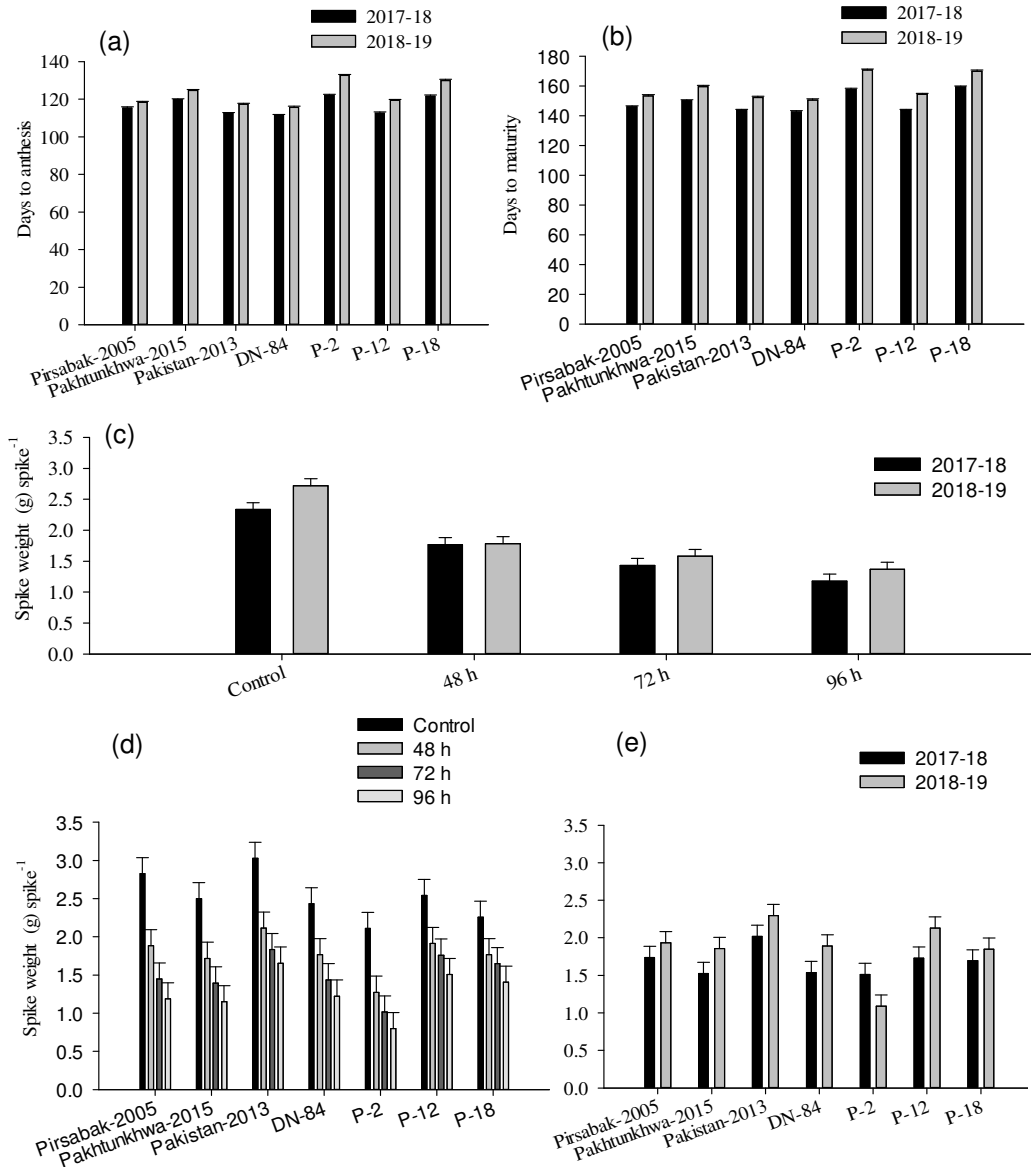 (a)
2017-18
2018-19
Days to anthesis
140
120
100
80
60
40
20
0
Pirsabak-2005
Pakhtunkhwa-2015
Pakistan-2013
DN-84
P-2
P-12
P-18
(b)
2017-18
2018-19
Days to maturity
180
160
140
120
100
80
60
40
20
0
Pirsabak-2005
Pakhtunkhwa-2015
Pakistan-2013
DN-84
P-2
P-12
P-18
(c)
2017-18
2018-19
Spike weight (g) spike⁻¹
3.5
3.0
2.5
2.0
1.5
1.0
0.5
0.0
Control
48 h
72 h
96 h
(d)
Control
48 h
72 h
96 h
Spike weight (g) spike⁻¹
3.5
3.0
2.5
2.0
1.5
1.0
0.5
0.0
Pirsabak-2005
Pakhtunkhwa-2015
Pakistan-2013
DN-84
P-2
P-12
P-18
(e)
2017-18
2018-19
3.5
3.0
2.5
2.0
1.5
1.0
0.5
0.0
Pirsabak-2005
Pakhtunkhwa-2015
Pakistan-2013
DN-84
P-2
P-12
P-18